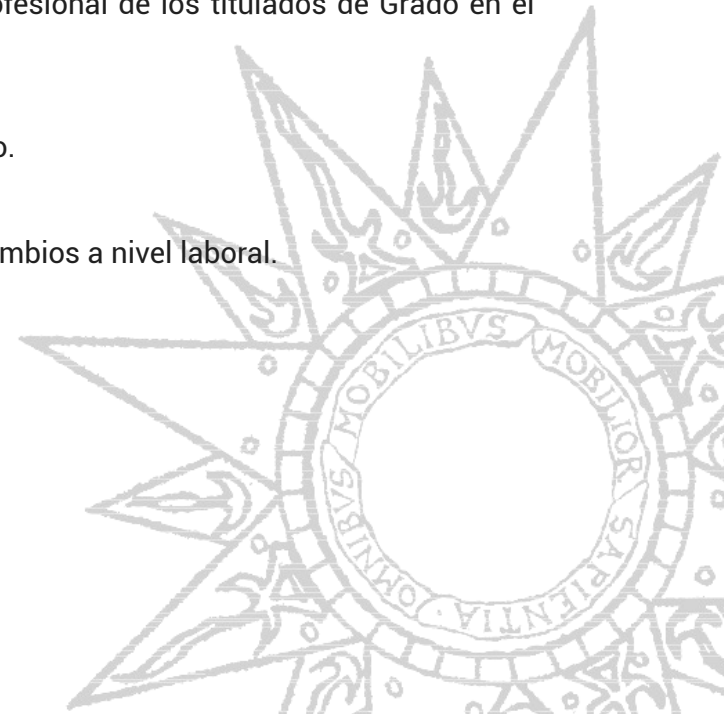 ofesional de los titulados de Grado en el
o.
mbios a nivel laboral.
OMNIBVS MOBILIBVS MOBILIOR SAPIENTIA